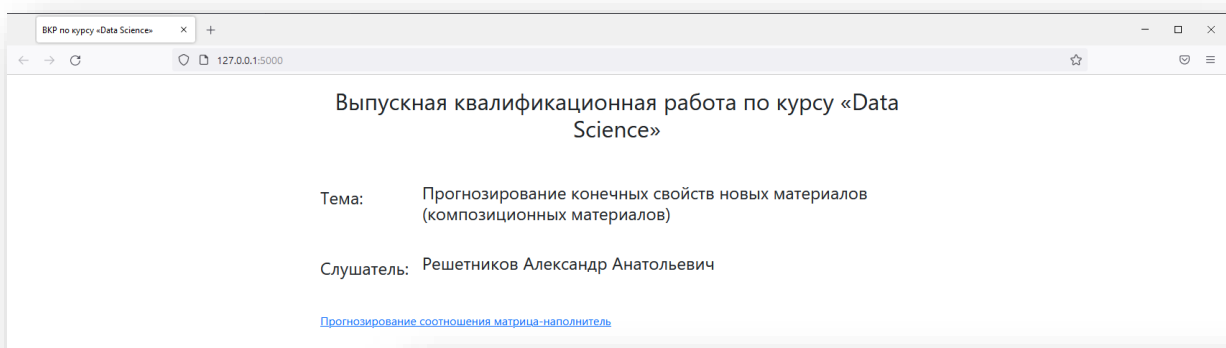 ВКР по курсу «Data Science»
127.0.0.1:5000
Выпускная квалификационная работа по курсу «Data
Science»
Тема:
Прогнозирование конечных свойств новых материалов
(композиционных материалов)
Слушатель:
Решетников Александр Анатольевич
Прогнозирование соотношения матрица-наполнитель